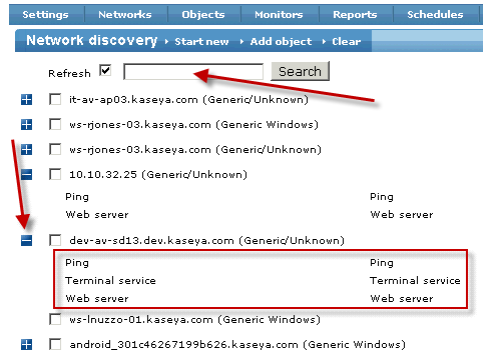 Settings Networks Objects Monitors Reports Schedules
Network discovery Start new Add object Clear
Refresh Search
it-av-ap03.kaseya.com (Generic/Unknown)
ws-rjones-03.kaseya.com (Generic Windows)
ws-rjones-03.kaseya.com (Generic/Unknown)
10.10.32.25 (Generic/Unknown)
Ping Ping
Web server Web server
dev-av-sd13.dev.kaseya.com (Generic/Unknown)
Ping Ping
Terminal service Terminal service
Web server Web server
ws-lnuzzo-01.kaseya.com (Generic Windows)
android_301c46267199b626.kaseya.com (Generic Windows)